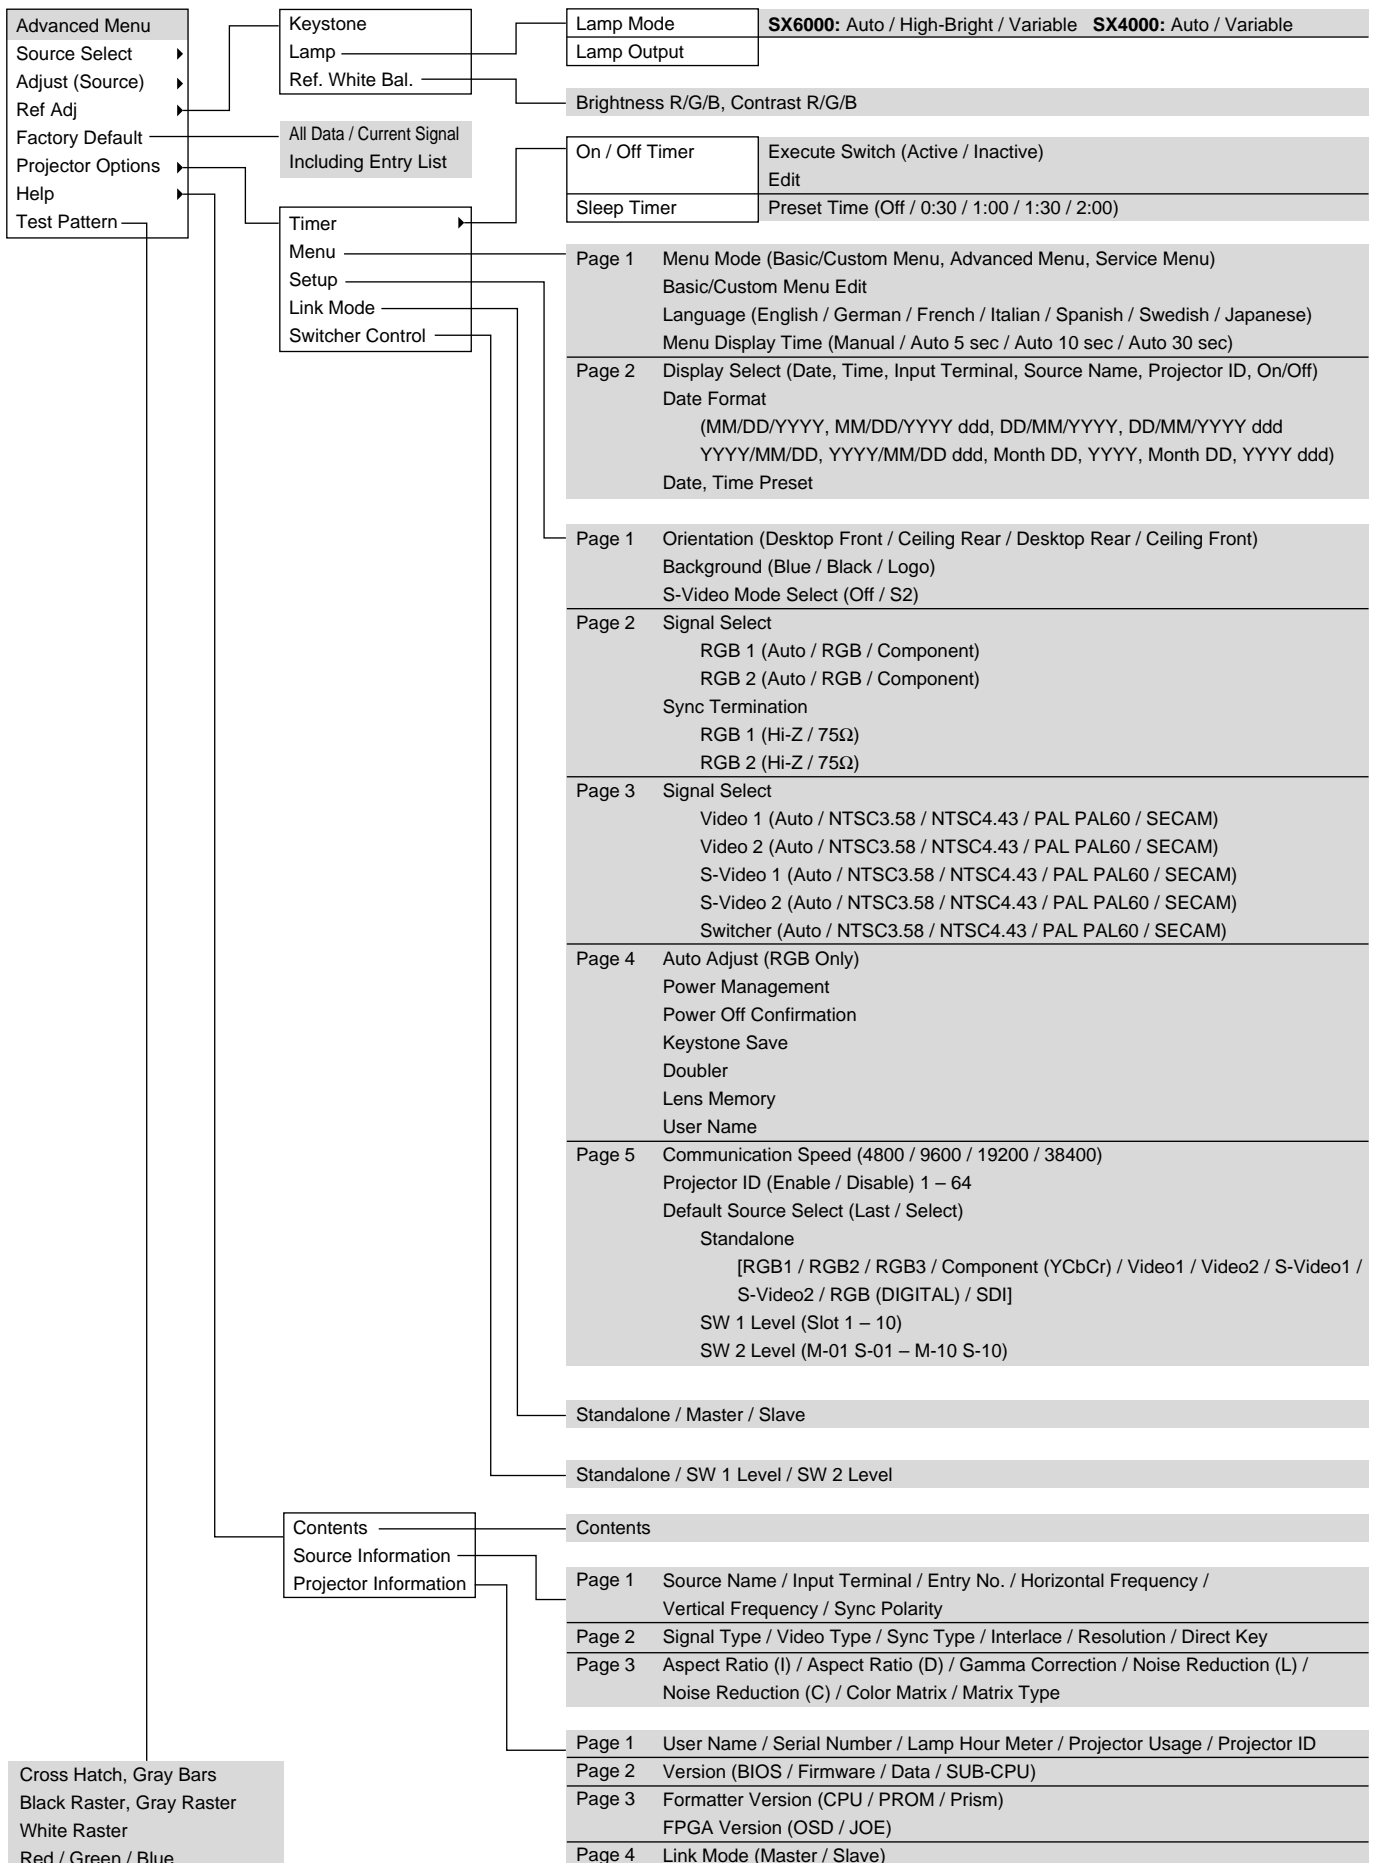 Advanced Menu
Source Select
Adjust (Source)
Ref Adj
Factory Default
Projector Options
Help
Test Pattern
Keystone
Lamp
Ref. White Bal.
Lamp Mode
SX6000: Auto / High-Bright / Variable SX4000: Auto / Variable
Lamp Output
Brightness R/G/B, Contrast R/G/B
All Data / Current Signal
Including Entry List
Timer
Menu
Setup
Link Mode
Switcher Control
On / Off Timer
Execute Switch (Active / Inactive)
Edit
Sleep Timer
Preset Time (Off / 0:30 / 1:00 / 1:30 / 2:00)
Page 1 Menu Mode (Basic/Custom Menu, Advanced Menu, Service Menu)
Basic/Custom Menu Edit
Language (English / German / French / Italian / Spanish / Swedish / Japanese)
Menu Display Time (Manual / Auto 5 sec / Auto 10 sec / Auto 30 sec)
Page 2 Display Select (Date, Time, Input Terminal, Source Name, Projector ID, On/Off)
Date Format
(MM/DD/YYYY, MM/DD/YYYY ddd, DD/MM/YYYY, DD/MM/YYYY ddd
YYYY/MM/DD, YYYY/MM/DD ddd, Month DD, YYYY, Month DD, YYYY ddd)
Date, Time Preset
Page 1 Orientation (Desktop Front / Ceiling Rear / Desktop Rear / Ceiling Front)
Background (Blue / Black / Logo)
S-Video Mode Select (Off / S2)
Page 2 Signal Select
RGB 1 (Auto / RGB / Component)
RGB 2 (Auto / RGB / Component)
Sync Termination
RGB 1 (Hi-Z / 75Ω)
RGB 2 (Hi-Z / 75Ω)
Page 3 Signal Select
Video 1 (Auto / NTSC3.58 / NTSC4.43 / PAL PAL60 / SECAM)
Video 2 (Auto / NTSC3.58 / NTSC4.43 / PAL PAL60 / SECAM)
S-Video 1 (Auto / NTSC3.58 / NTSC4.43 / PAL PAL60 / SECAM)
S-Video 2 (Auto / NTSC3.58 / NTSC4.43 / PAL PAL60 / SECAM)
Switcher (Auto / NTSC3.58 / NTSC4.43 / PAL PAL60 / SECAM)
Page 4 Auto Adjust (RGB Only)
Power Management
Power Off Confirmation
Keystone Save
Doubler
Lens Memory
User Name
Page 5 Communication Speed (4800 / 9600 / 19200 / 38400)
Projector ID (Enable / Disable) 1 – 64
Default Source Select (Last / Select)
Standalone
[RGB1 / RGB2 / RGB3 / Component (YCbCr) / Video1 / Video2 / S-Video1 /
S-Video2 / RGB (DIGITAL) / SDI]
SW 1 Level (Slot 1 – 10)
SW 2 Level (M-01 S-01 – M-10 S-10)
Standalone / Master / Slave
Standalone / SW 1 Level / SW 2 Level
Contents
Source Information
Projector Information
Contents
Page 1 Source Name / Input Terminal / Entry No. / Horizontal Frequency /
Vertical Frequency / Sync Polarity
Page 2 Signal Type / Video Type / Sync Type / Interlace / Resolution / Direct Key
Page 3 Aspect Ratio (I) / Aspect Ratio (D) / Gamma Correction / Noise Reduction (L) /
Noise Reduction (C) / Color Matrix / Matrix Type
Page 1 User Name / Serial Number / Lamp Hour Meter / Projector Usage / Projector ID
Page 2 Version (BIOS / Firmware / Data / SUB-CPU)
Page 3 Formatter Version (CPU / PROM / Prism)
FPGA Version (OSD / JOE)
Page 4 Link Mode (Master / Slave)
Cross Hatch, Gray Bars
Black Raster, Gray Raster
White Raster
Red / Green / Blue